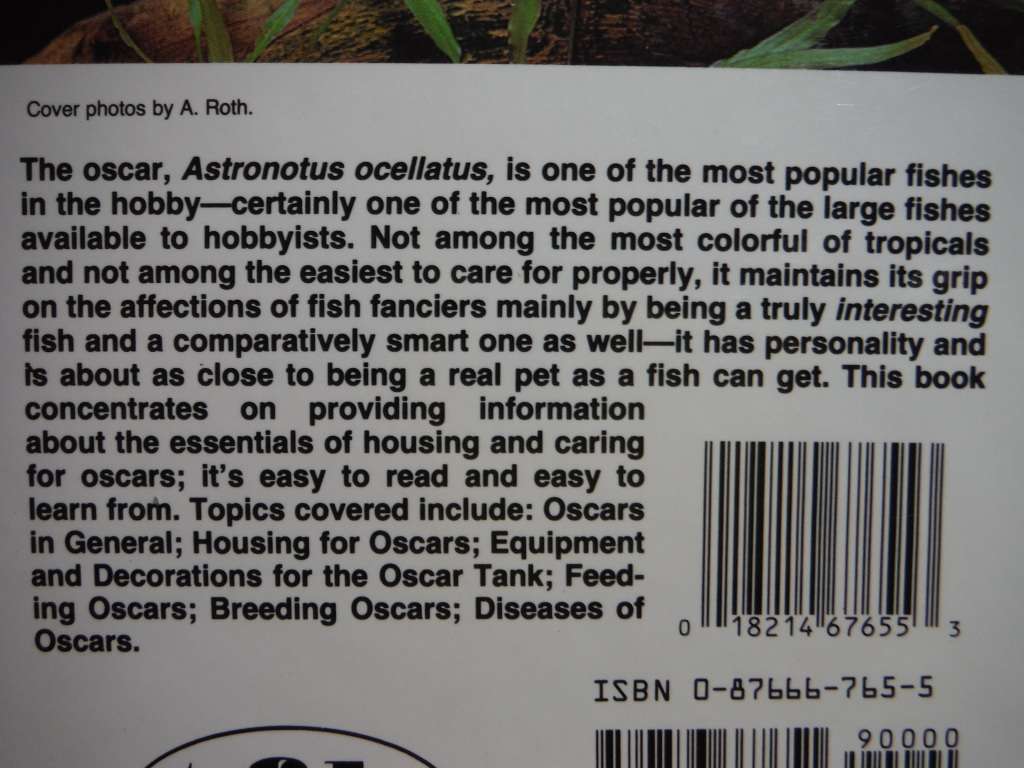 Cover photos by A. Roth.
The oscar, Astronotus ocellatus, is one of the most popular fishes
in the hobby—certainly one of the most popular of the large fishes
available to hobbyists. Not among the most colorful of tropicals
and not among the easiest to care for properly, it maintains its grip
on the affections of fish fanciers mainly by being a truly interesting
fish and a comparatively smart one as well—it has personality and
is about as close to being a real pet as a fish can get. This book
concentrates on providing information
about the essentials of housing and caring
for oscars; it's easy to read and easy to
learn from. Topics covered include: Oscars
in General; Housing for Oscars; Equipment
and Decorations for the Oscar Tank; Feed-
ing Oscars; Breeding Oscars; Diseases of
Oscars.
0 18214 67655 3
ISBN 0-87666-765-5
90000